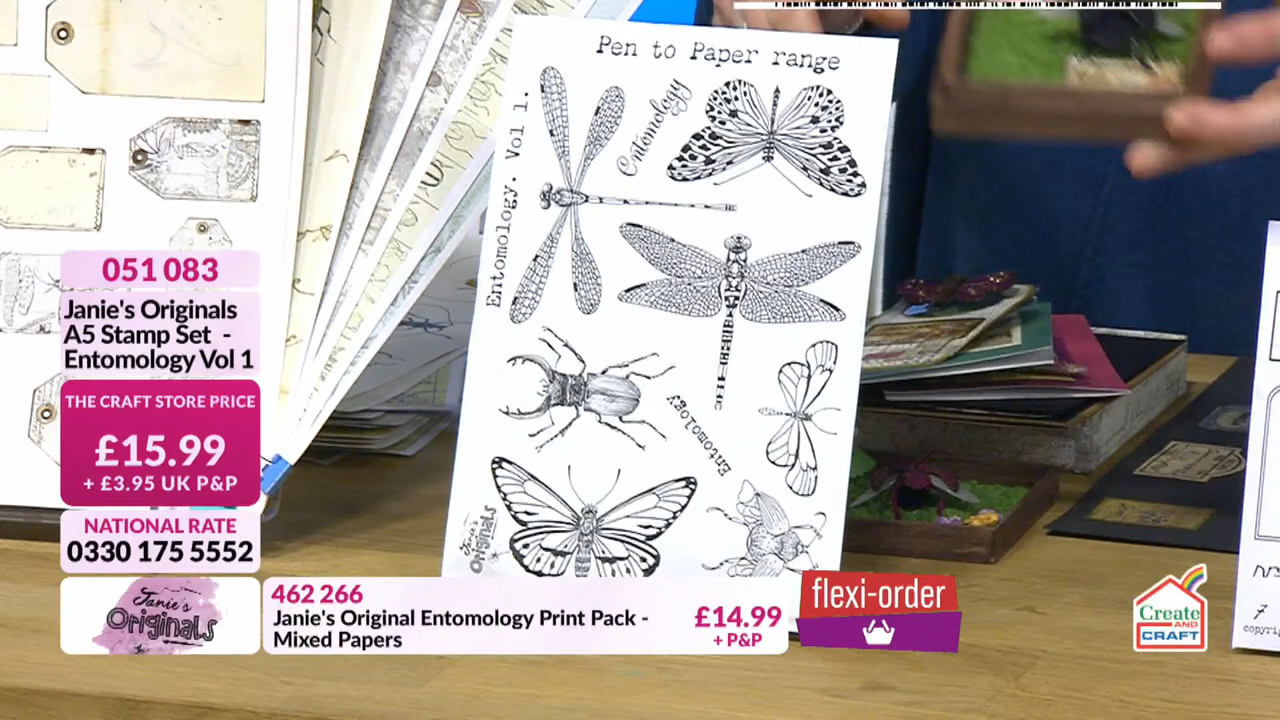 Pen to Paper range
Entomology. Vol 1.
Entomology
Entomology
Janie's
Originals
051 083
Janie's Originals
A5 Stamp Set -
Entomology Vol 1
THE CRAFT STORE PRICE
£15.99
+ £3.95 UK P&P
NATIONAL RATE
0330 175 5552
Janie's
Originals
462 266
Janie's Original Entomology Print Pack -
Mixed Papers
£14.99
+ P&P
flexi-order
Create
AND
CRAFT